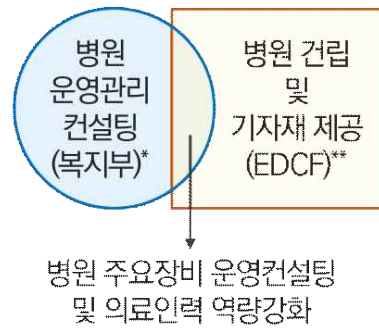 병원
운영관리
컨설팅
(복지부)*
병원 건립
및
기자재 제공
(EDCF)**
병원 주요장비 운영컨설팅
및 의료인력 역량강화